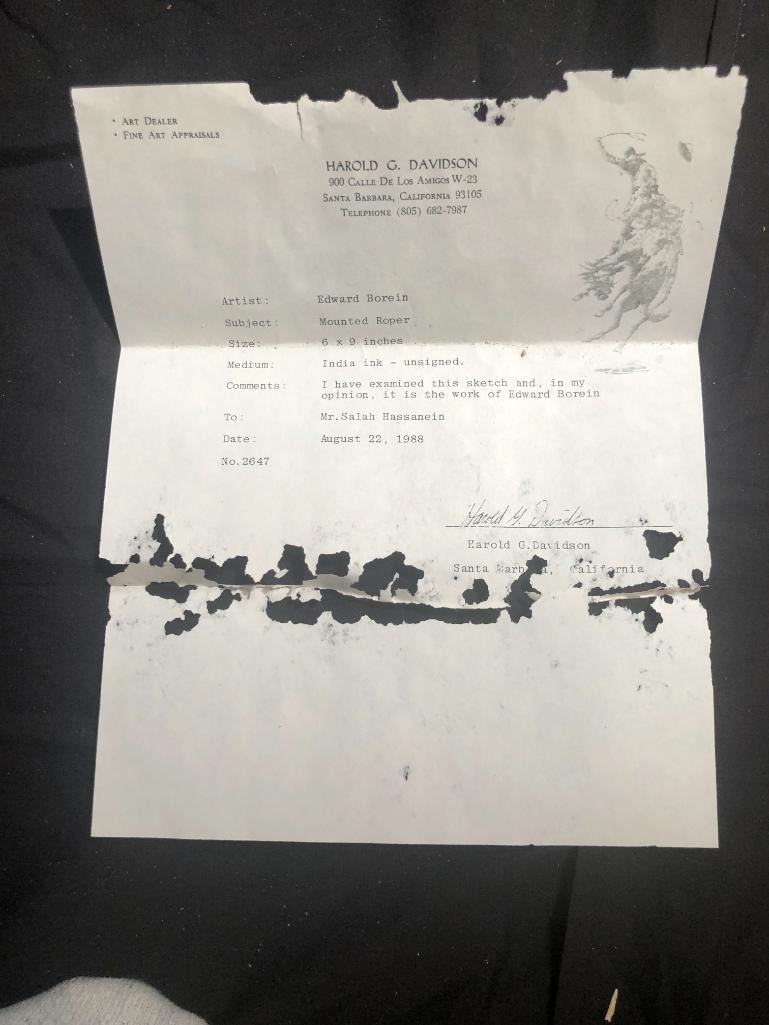 • ART DEALER
• FINE ART APPRAISALS
HAROLD G. DAVIDSON
900 CALLE DE LOS AMIGOS W-23
SANTA BARBARA, CALIFORNIA 93105
TELEPHONE (805) 682-7987
Artist: Edward Borein
Subject: Mounted Roper
Size: 6 x 9 inches
Medium: India ink - unsigned.
Comments: I have examined this sketch and, in my
opinion, it is the work of Edward Borein
To: Mr.Salah Hassanein
Date: August 22, 1988
No.2647
Harold G. Davidson
Harold G.Davidson
Santa